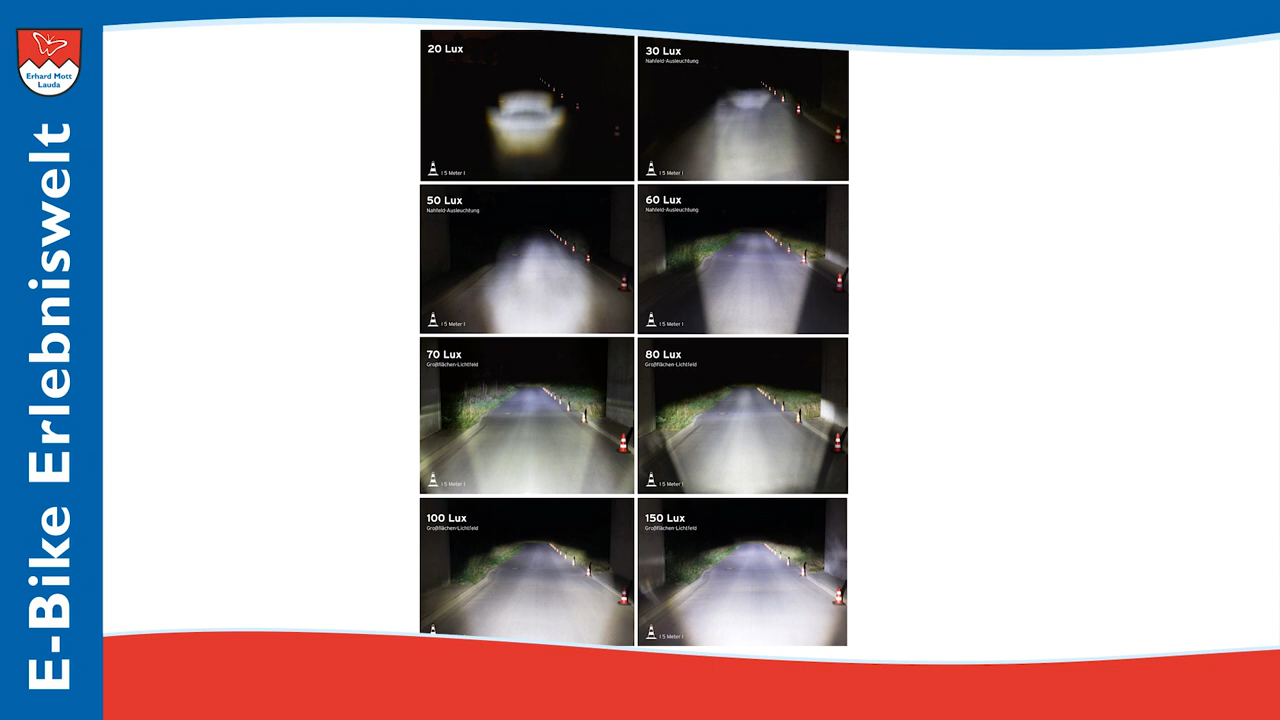 Erhard Mott
Lauda
E-Bike Erlebniswelt
20 Lux
I 5 Meter I
30 Lux
Nahfeld-Ausleuchtung
I 5 Meter I
50 Lux
Nahfeld-Ausleuchtung
I 5 Meter I
60 Lux
Nahfeld-Ausleuchtung
I 5 Meter I
70 Lux
Großflächen-Lichtfeld
I 5 Meter I
80 Lux
Großflächen-Lichtfeld
I 5 Meter I
100 Lux
Großflächen-Lichtfeld
150 Lux
Großflächen-Lichtfeld
I 5 Meter I